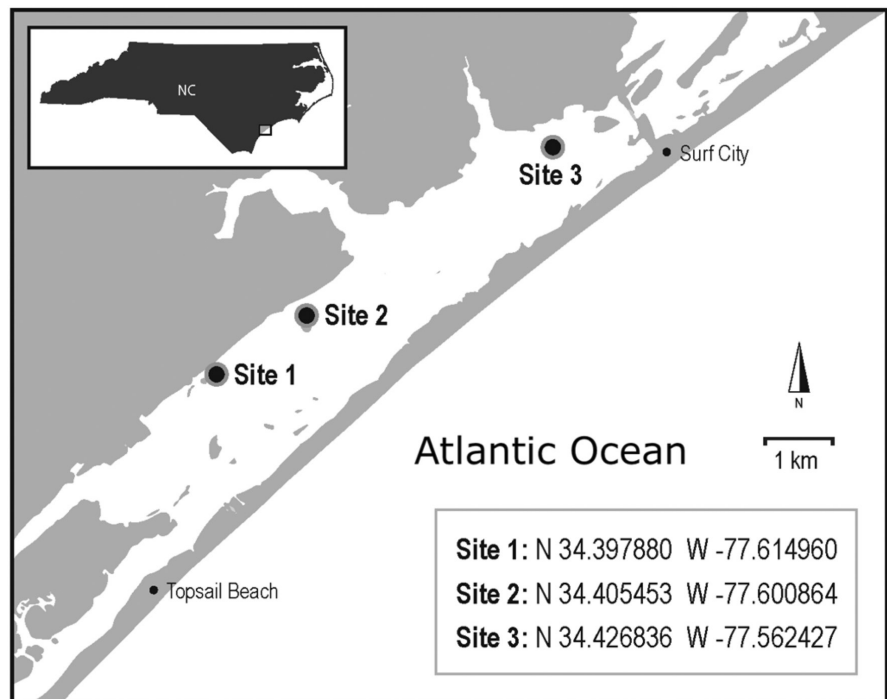 NC
Surf City
Site 3
Site 2
Site 1
N
Atlantic Ocean
1 km
Site 1: N 34.397880 W -77.614960
Site 2: N 34.405453 W -77.600864
Site 3: N 34.426836 W -77.562427
Topsail Beach